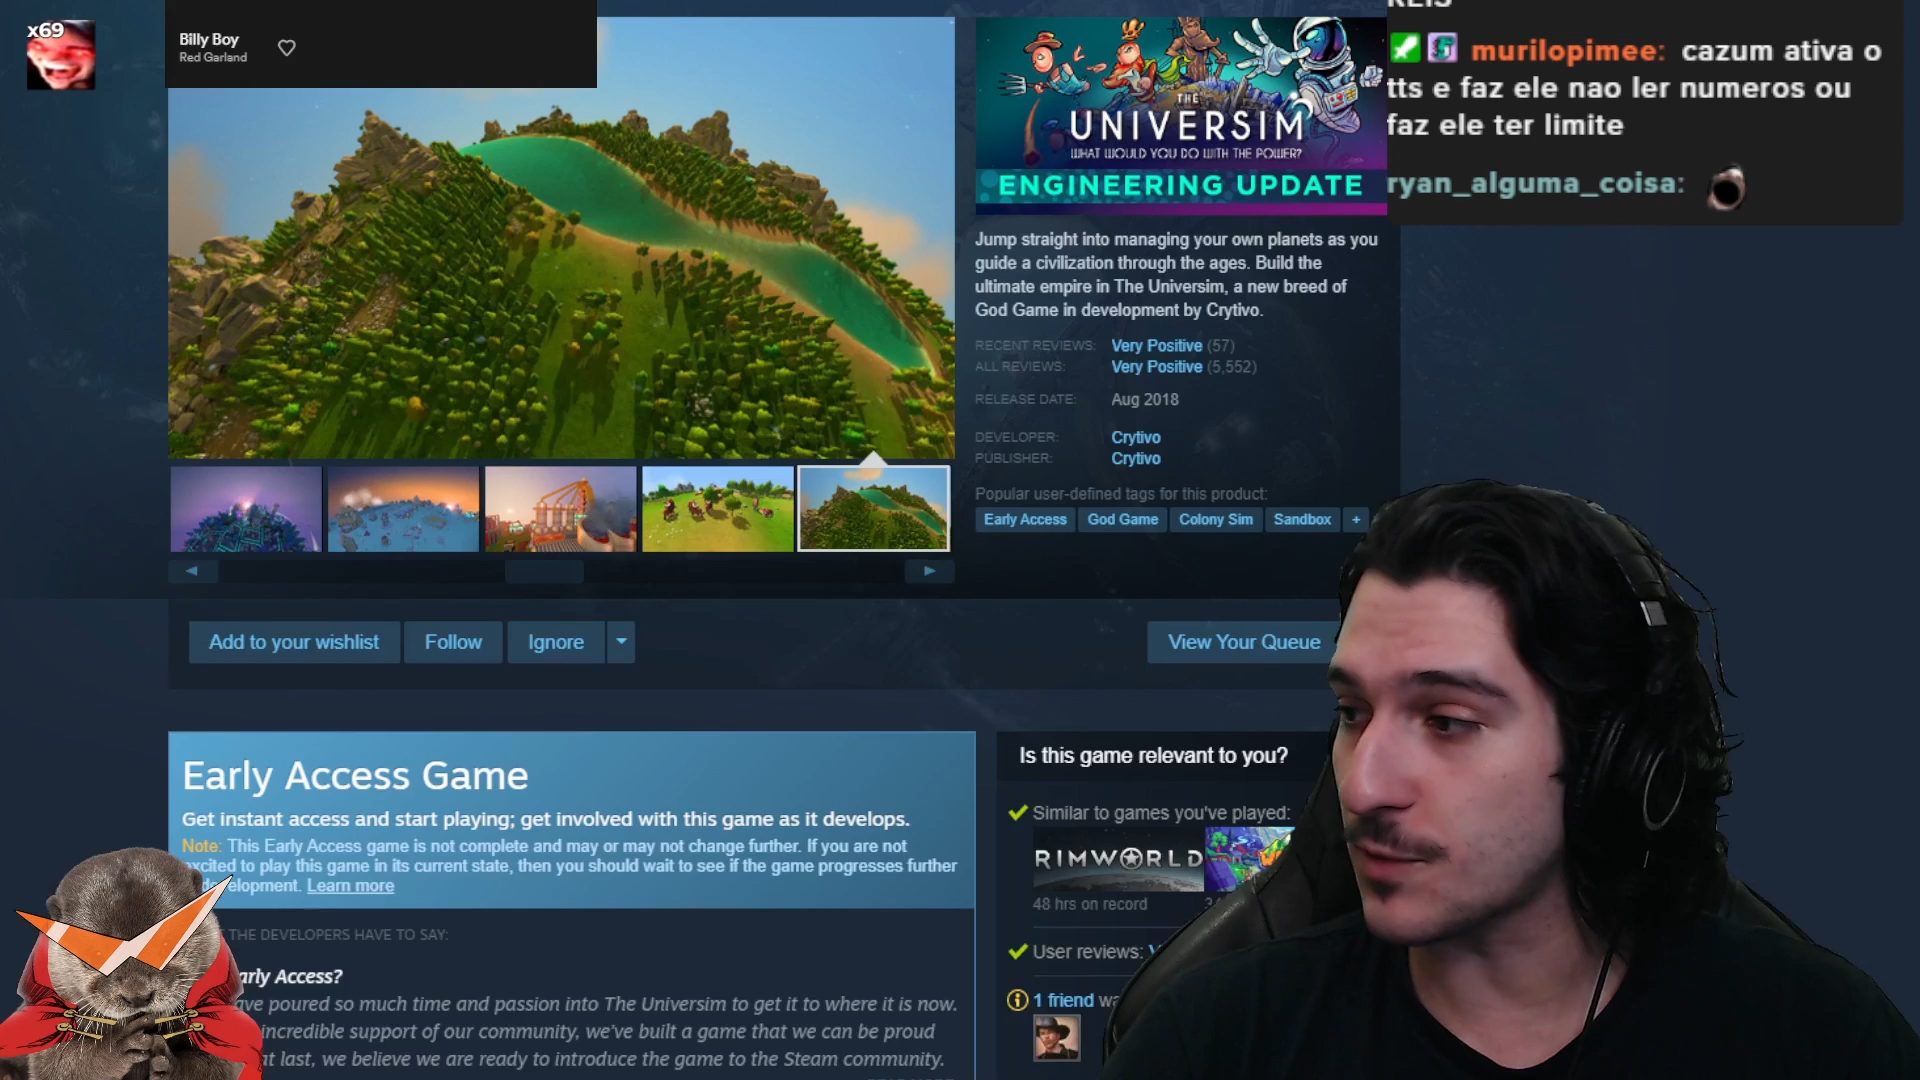 x69
Billy Boy
Red Garland
THE
UNIVERSIM
WHAT WOULD YOU DO WITH THE POWER?
ENGINEERING UPDATE
murilopimee: cazum ativa o
tts e faz ele nao ler numeros ou
faz ele ter limite
ryan_alguma_coisa:
Jump straight into managing your own planets as you
guide a civilization through the ages. Build the
ultimate empire in The Universim, a new breed of
God Game in development by Crytivo.
RECENT REVIEWS: Very Positive (57)
ALL REVIEWS: Very Positive (5,552)
RELEASE DATE: Aug 2018
DEVELOPER: Crytivo
PUBLISHER: Crytivo
Popular user-defined tags for this product:
Early Access God Game Colony Sim Sandbox +
Add to your wishlist Follow Ignore View Your Queue
Early Access Game
Get instant access and start playing; get involved with this game as it develops.
Note: This Early Access game is not complete and may or may not change further. If you are not
excited to play this game in its current state, then you should wait to see if the game progresses further
development. Learn more
THE DEVELOPERS HAVE TO SAY:
arly Access?
ave poured so much time and passion into The Universim to get it to where it is now.
incredible support of our community, we've built a game that we can be proud
at last, we believe we are ready to introduce the game to the Steam community.
Is this game relevant to you?
Similar to games you've played:
RIMWORLD
48 hrs on record
User reviews:
1 friend wa